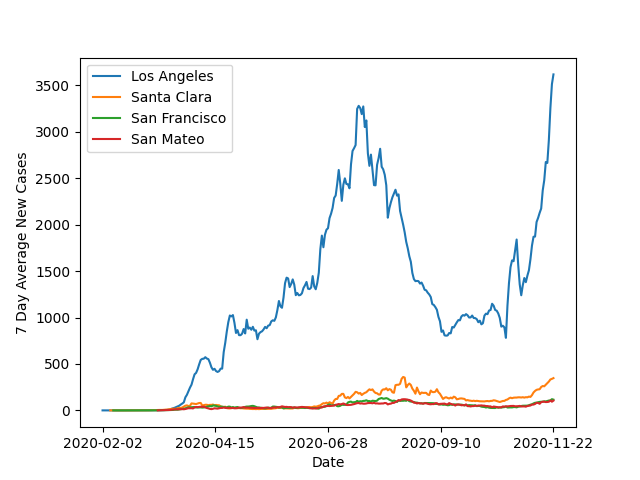 Los Angeles
Santa Clara
San Francisco
San Mateo
7 Day Average New Cases
3500
3000
2500
2000
1500
1000
500
0
2020-02-02
2020-04-15
2020-06-28
2020-09-10
2020-11-22
Date